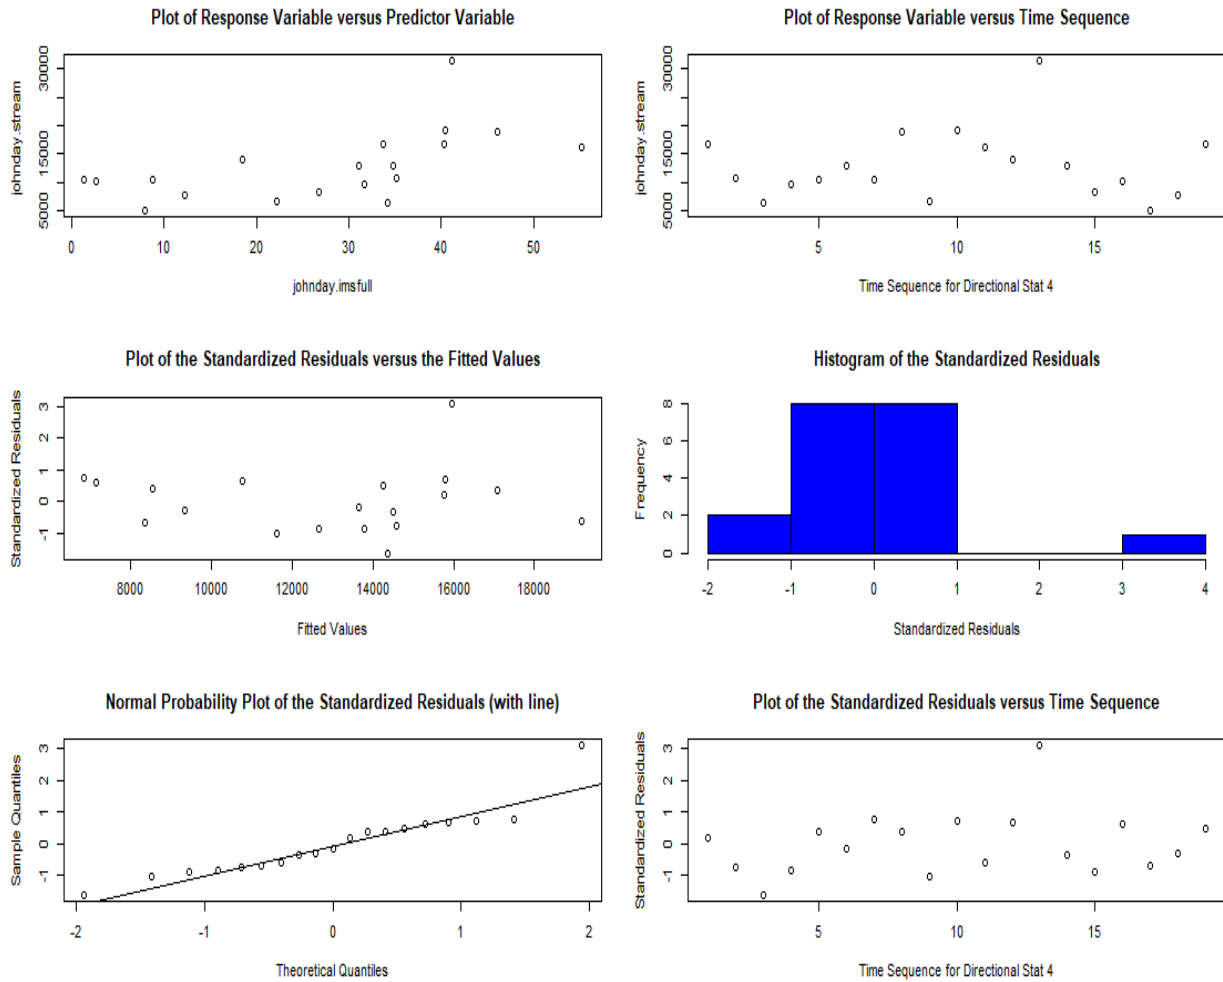 Plot of Response Variable versus Predictor Variable
johnday.stream
30000
15000
5000
0 10 20 30 40 50
johnday.imsfull
Plot of Response Variable versus Time Sequence
johnday.stream
30000
15000
5000
5 10 15
Time Sequence for Directional Stat 4
Plot of the Standardized Residuals versus the Fitted Values
Standardized Residuals
3
2
1
0
-1
8000 10000 12000 14000 16000 18000
Fitted Values
Histogram of the Standardized Residuals
Frequency
8
6
4
2
0
-2 -1 0 1 2 3 4
Standardized Residuals
Normal Probability Plot of the Standardized Residuals (with line)
Sample Quantiles
3
2
1
0
-1
-2 -1 0 1 2
Theoretical Quantiles
Plot of the Standardized Residuals versus Time Sequence
Standardized Residuals
3
2
1
0
-1
5 10 15
Time Sequence for Directional Stat 4